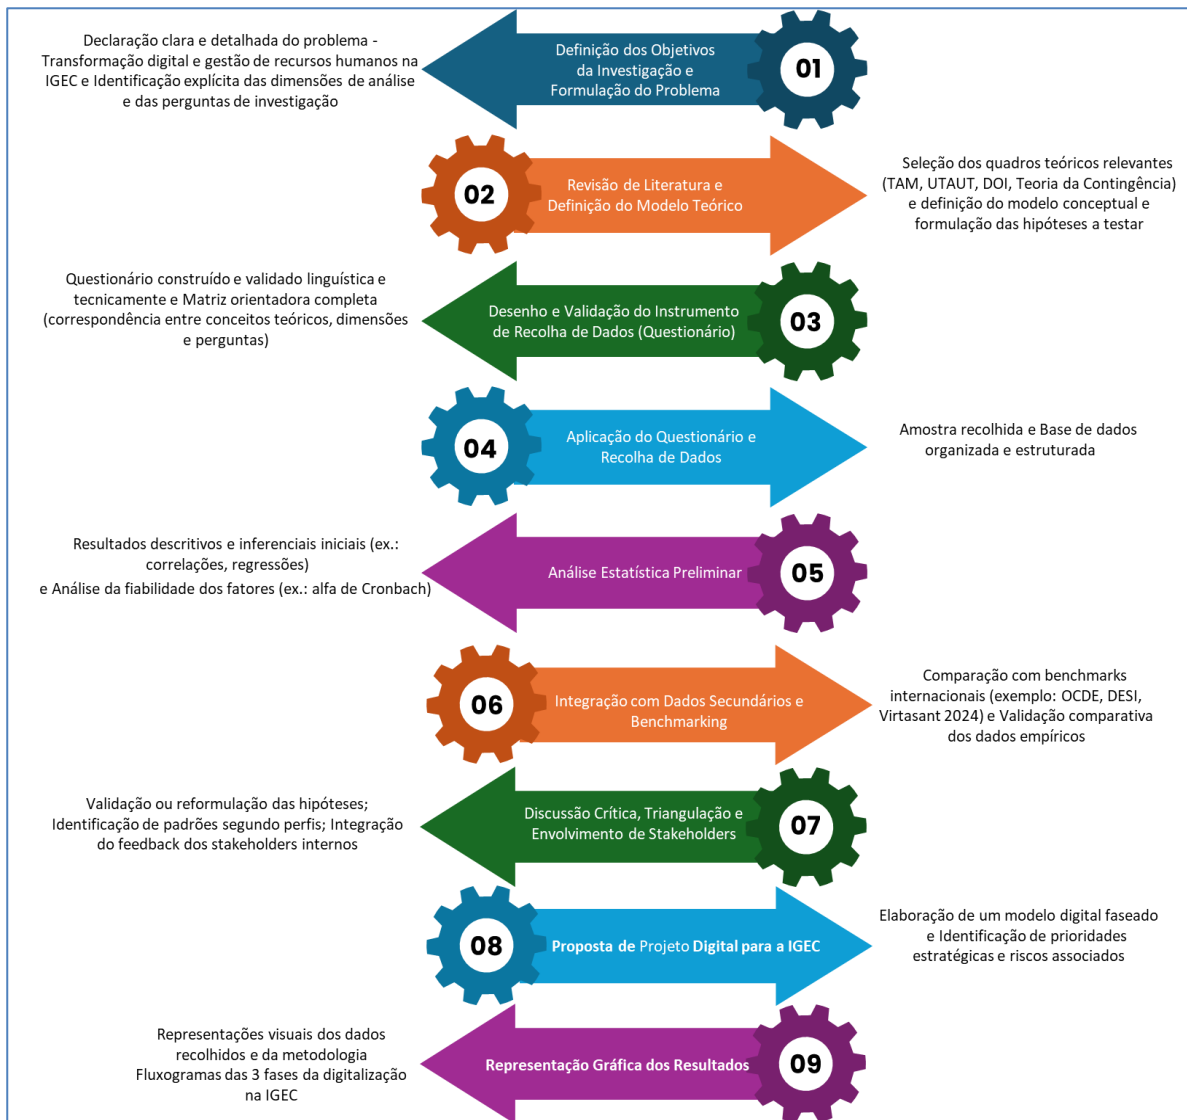 Declaração clara e detalhada do problema -
Transformação digital e gestão de recursos humanos na
IGEC e Identificação explícita das dimensões de análise
e das perguntas de investigação
Definição dos Objetivos
da Investigação e
Formulação do Problema
01
02
Revisão de Literatura e
Definição do Modelo Teórico
Seleção dos quadros teóricos relevantes
(TAM, UTAUT, DOI, Teoria da Contingência)
e definição do modelo conceptual e
formulação das hipóteses a testar
Questionário construído e validado linguística e
tecnicamente e Matriz orientadora completa
(correspondência entre conceitos teóricos, dimensões
e perguntas)
Desenho e Validação do Instrumento
de Recolha de Dados (Questionário)
03
04
Aplicação do Questionário e
Recolha de Dados
Amostra recolhida e Base de dados
organizada e estruturada
Resultados descritivos e inferenciais iniciais (ex.:
correlações, regressões)
e Análise da fiabilidade dos fatores (ex.: alfa de Cronbach)
Análise Estatística Preliminar
05
06
Integração com Dados Secundários e
Benchmarking
Comparação com benchmarks
internacionais (exemplo: OCDE, DESI,
Virtasant 2024) e Validação comparativa
dos dados empíricos
Validação ou reformulação das hipóteses;
Identificação de padrões segundo perfis; Integração
do feedback dos stakeholders internos
Discussão Crítica, Triangulação e
Envolvimento de Stakeholders
07
08
Proposta de Projeto Digital para a IGEC
Elaboração de um modelo digital faseado
e Identificação de prioridades
estratégicas e riscos associados
Representações visuais dos dados
recolhidos e da metodologia
Fluxogramas das 3 fases da digitalização
na IGEC
Representação Gráfica dos Resultados
09